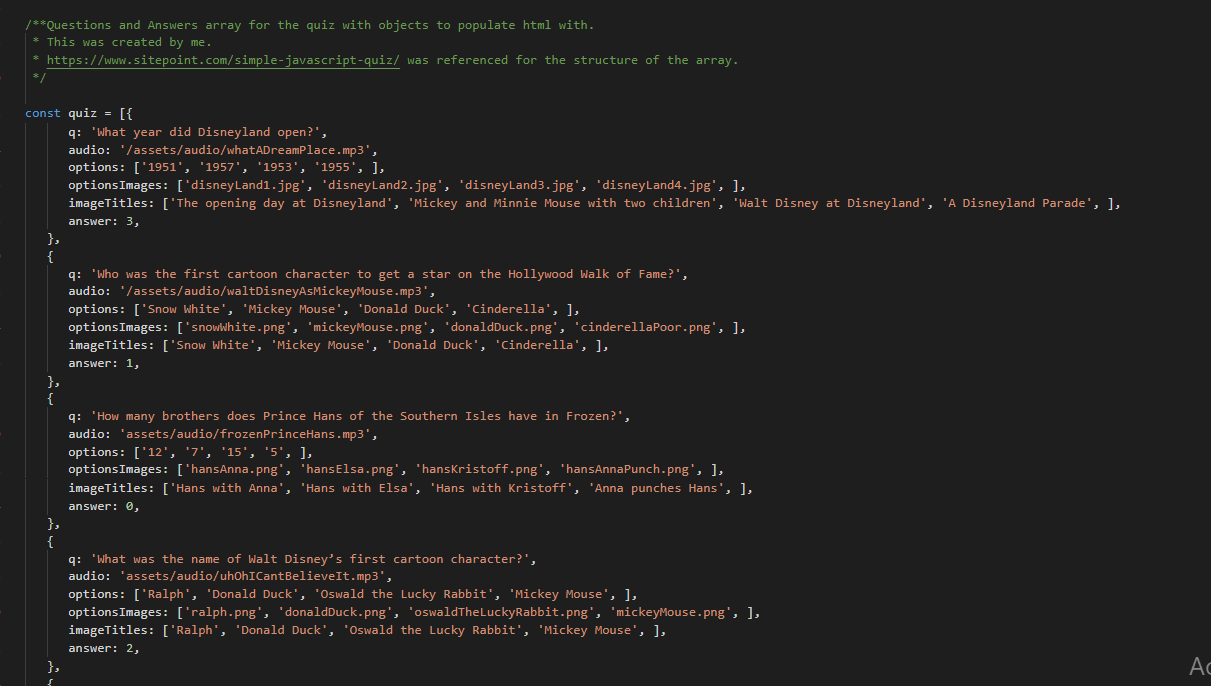 /**Questions and Answers array for the quiz with objects to populate html with.
* This was created by me.
* https://www.sitepoint.com/simple-javascript-quiz/ was referenced for the structure of the array.
*/
const quiz = [{
q: 'What year did Disneyland open?',
audio: '/assets/audio/whatADreamPlace.mp3',
options: ['1951', '1957', '1953', '1955', ],
optionsImages: ['disneyLand1.jpg', 'disneyLand2.jpg', 'disneyLand3.jpg', 'disneyLand4.jpg', ],
imageTitles: ['The opening day at Disneyland', 'Mickey and Minnie Mouse with two children', 'Walt Disney at Disneyland', 'A Disneyland Parade', ],
answer: 3,
},
{
q: 'Who was the first cartoon character to get a star on the Hollywood Walk of Fame?',
audio: '/assets/audio/waltDisneyAsMickeyMouse.mp3',
options: ['Snow White', 'Mickey Mouse', 'Donald Duck', 'Cinderella', ],
optionsImages: ['snowWhite.png', 'mickeyMouse.png', 'donaldDuck.png', 'cinderellaPoor.png', ],
imageTitles: ['Snow White', 'Mickey Mouse', 'Donald Duck', 'Cinderella', ],
answer: 1,
},
{
q: 'How many brothers does Prince Hans of the Southern Isles have in Frozen?',
audio: 'assets/audio/frozenPrinceHans.mp3',
options: ['12', '7', '15', '5', ],
optionsImages: ['hansAnna.png', 'hansElsa.png', 'hansKristoff.png', 'hansAnnaPunch.png', ],
imageTitles: ['Hans with Anna', 'Hans with Elsa', 'Hans with Kristoff', 'Anna punches Hans', ],
answer: 0,
},
{
q: 'What was the name of Walt Disney’s first cartoon character?',
audio: 'assets/audio/uhOhICantBelieveIt.mp3',
options: ['Ralph', 'Donald Duck', 'Oswald the Lucky Rabbit', 'Mickey Mouse', ],
optionsImages: ['ralph.png', 'donaldDuck.png', 'oswaldTheLuckyRabbit.png', 'mickeyMouse.png', ],
imageTitles: ['Ralph', 'Donald Duck', 'Oswald the Lucky Rabbit', 'Mickey Mouse', ],
answer: 2,
},
{